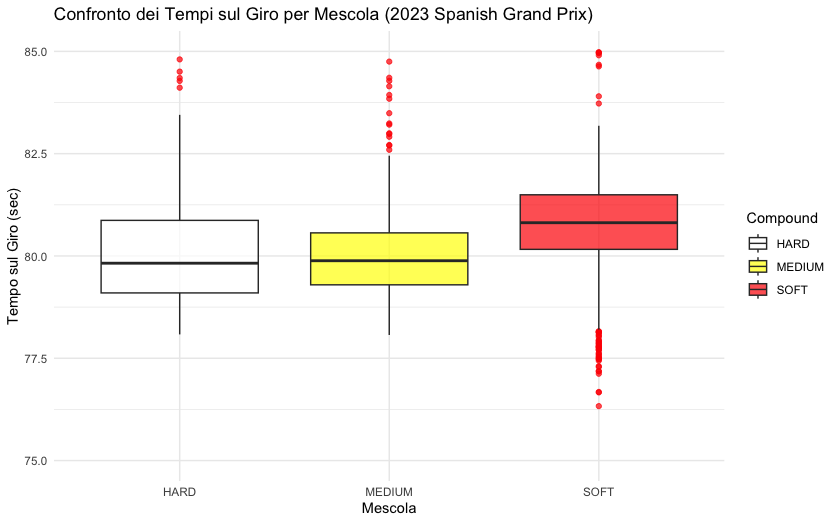 Confronto dei Tempi sul Giro per Mescola (2023 Spanish Grand Prix)
Tempo sul Giro (sec)
85.0
82.5
80.0
77.5
75.0
HARD
MEDIUM
SOFT
Mescola
Compound
HARD
MEDIUM
SOFT